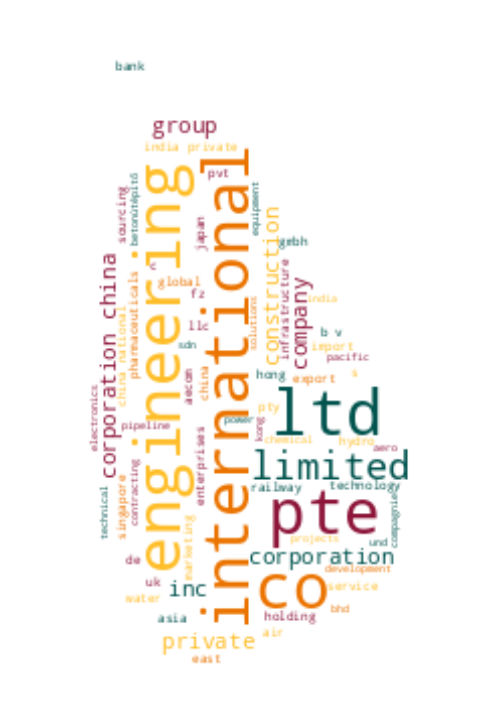 bank
group
india private
pvt
sourcing
betonútépítő
engineering
international
equipment
japan
construction
gmbh
corporation china
c
global
fz
infrastructure
company
india
pharmaceuticals
china national
llc
solutions
b v
sdn
import
pacific
aecom
china
hong
export
s
electronics
pipeline
enterprises
pty
power
kong
ltd
chemical
hydro
aero
limited
technical
singapore
contracting
railway
technology
compagnie
pte
marketing
projects
und
de
corporation
development
uk
inc
co
service
water
bhd
asia
holding
private
air
east